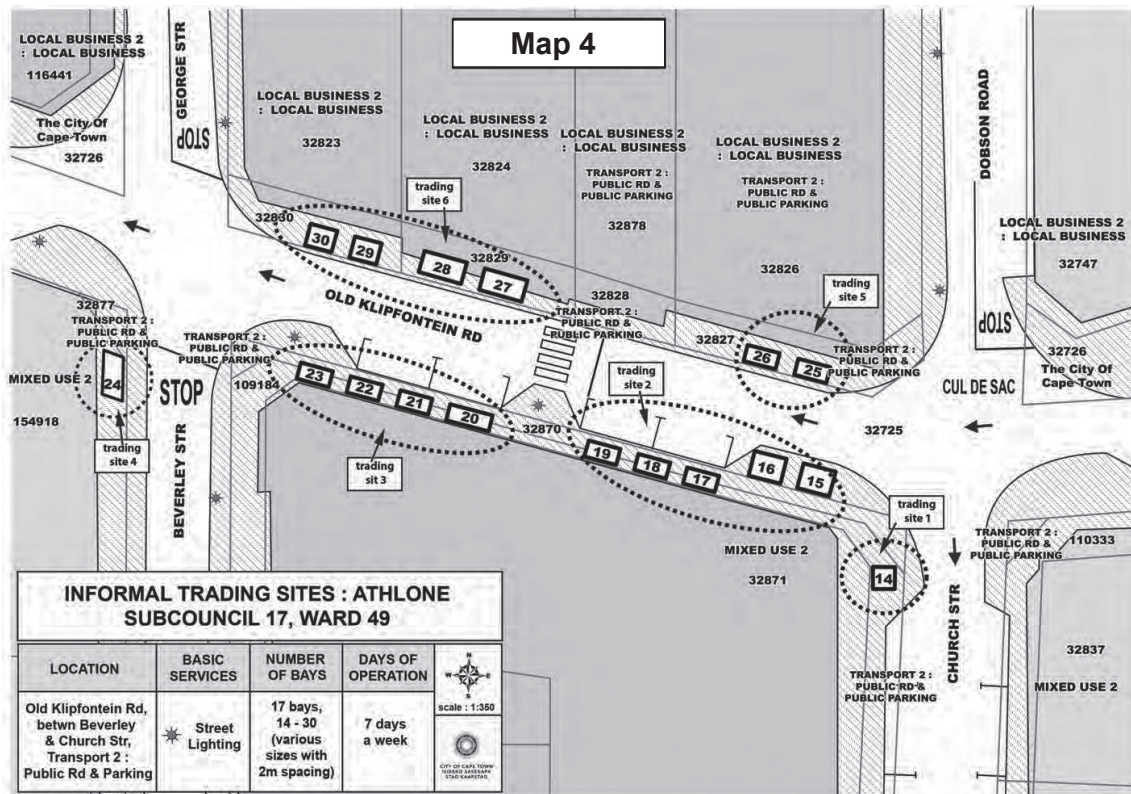 Map 4
LOCAL BUSINESS 2
: LOCAL BUSINESS
116441
The City Of
Cape Town
32726
GEORGE STR
STOP
LOCAL BUSINESS 2
: LOCAL BUSINESS
32823
LOCAL BUSINESS 2
: LOCAL BUSINESS
32824
LOCAL BUSINESS 2
: LOCAL BUSINESS
TRANSPORT 2 :
PUBLIC RD &
PUBLIC PARKING
32878
LOCAL BUSINESS 2
: LOCAL BUSINESS
TRANSPORT 2 :
PUBLIC RD &
PUBLIC PARKING
32826
DOBSON ROAD
STOP
LOCAL BUSINESS 2
: LOCAL BUSINESS
32747
32726
The City Of
Cape Town
CUL DE SAC
trading
site 6
32830
30
29
28
32829
27
OLD KLIPFONTEIN RD
32828
TRANSPORT 2 :
PUBLIC RD &
PUBLIC PARKING
32827
trading
site 5
26
25
TRANSPORT 2 :
PUBLIC RD &
PUBLIC PARKING
32725
32877
TRANSPORT 2 :
PUBLIC RD &
PUBLIC PARKING
MIXED USE 2
24
154918
trading
site 4
STOP
BEVERLEY STR
TRANSPORT 2 :
PUBLIC RD &
PUBLIC PARKING
109184
23
22
21
20
trading
sit 3
32870
trading
site 2
19
18
17
16
15
trading
site 1
14
MIXED USE 2
32871
TRANSPORT 2 :
PUBLIC RD &
PUBLIC PARKING
110333
CHURCH STR
TRANSPORT 2 :
PUBLIC RD &
PUBLIC PARKING
32837
MIXED USE 2
INFORMAL TRADING SITES : ATHLONE
SUBCOUNCIL 17, WARD 49
LOCATION
BASIC
SERVICES
NUMBER
OF BAYS
DAYS OF
OPERATION
Old Klipfontein Rd,
betwn Beverley
& Church Str,
Transport 2 :
Public Rd & Parking
Street
Lighting
17 bays,
14 - 30
(various
sizes with
2m spacing)
7 days
a week
N
W E
S
scale : 1:350
CITY OF CAPE TOWN
ISIXEKO SASEKAPA
STAD KAAPSTAD